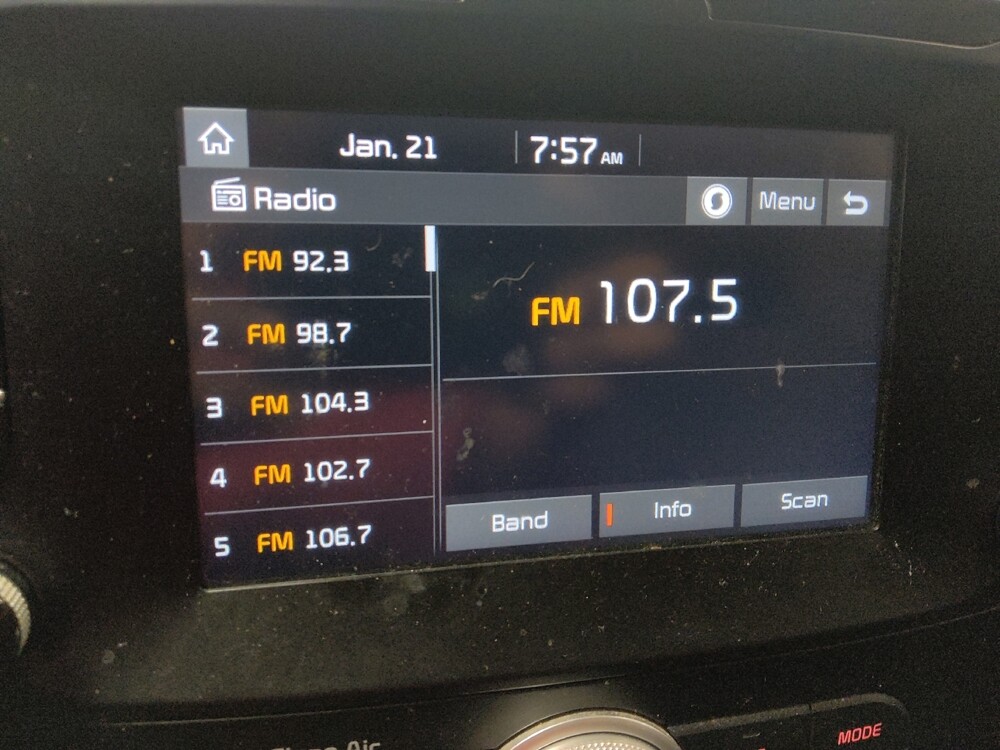 Jan. 21 7:57 AM
Radio Menu
1 FM 92.3
2 FM 98.7
3 FM 104.3
4 FM 102.7
5 FM 106.7
FM 107.5
Band Info Scan
Air
MODE